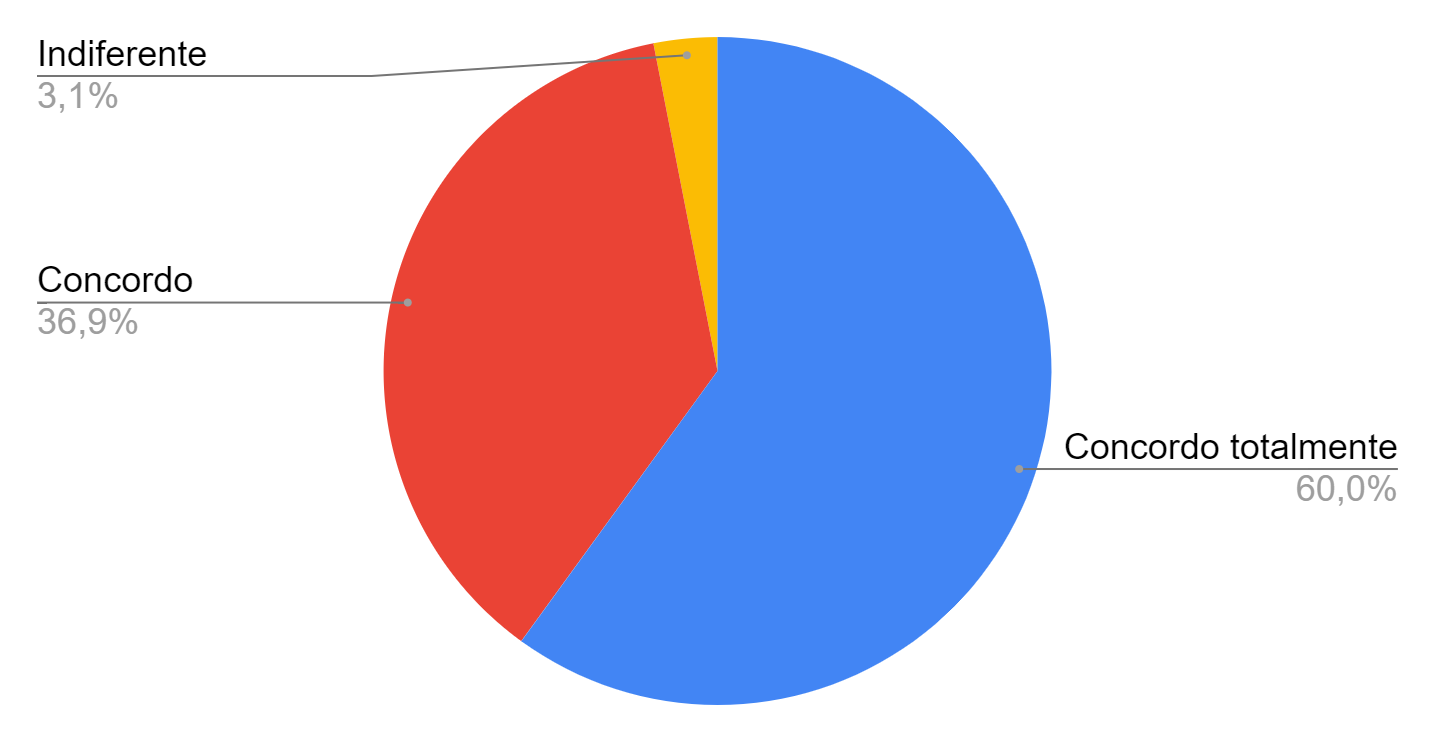 Indiferente
3,1%
Concordo
36,9%
Concordo totalmente
60,0%